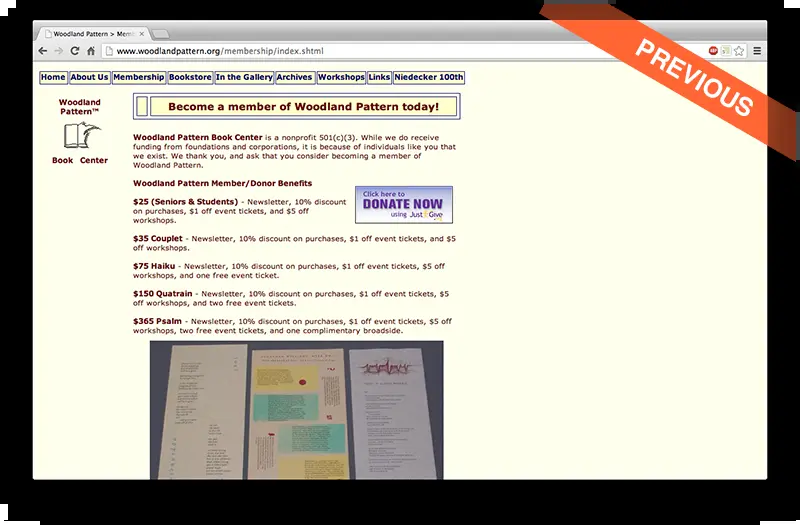 Woodland Pattern > Mem
www.woodlandpattern.org/membership/index.shtml
PREVIOUS
Home About Us Membership Bookstore In the Gallery Archives Workshops Links Niedecker 100th
Woodland
Pattern™
Book Center
Become a member of Woodland Pattern today!
Woodland Pattern Book Center is a nonprofit 501(c)(3). While we do receive
funding from foundations and corporations, it is because of individuals like you that
we exist. We thank you, and ask that you consider becoming a member of
Woodland Pattern.
Woodland Pattern Member/Donor Benefits
Click here to
DONATE NOW
using Just Give
$25 (Seniors & Students) - Newsletter, 10% discount
on purchases, $1 off event tickets, and $5 off
workshops.
$35 Couplet - Newsletter, 10% discount on purchases, $1 off event tickets, and $5
off workshops.
$75 Haiku - Newsletter, 10% discount on purchases, $1 off event tickets, $5 off
workshops, and one free event ticket.
$150 Quatrain - Newsletter, 10% discount on purchases, $1 off event tickets, $5 off
workshops, and two free event tickets.
$365 Psalm - Newsletter, 10% discount on purchases, $1 off event tickets, $5 off
workshops, two free event tickets, and one complimentary broadside.